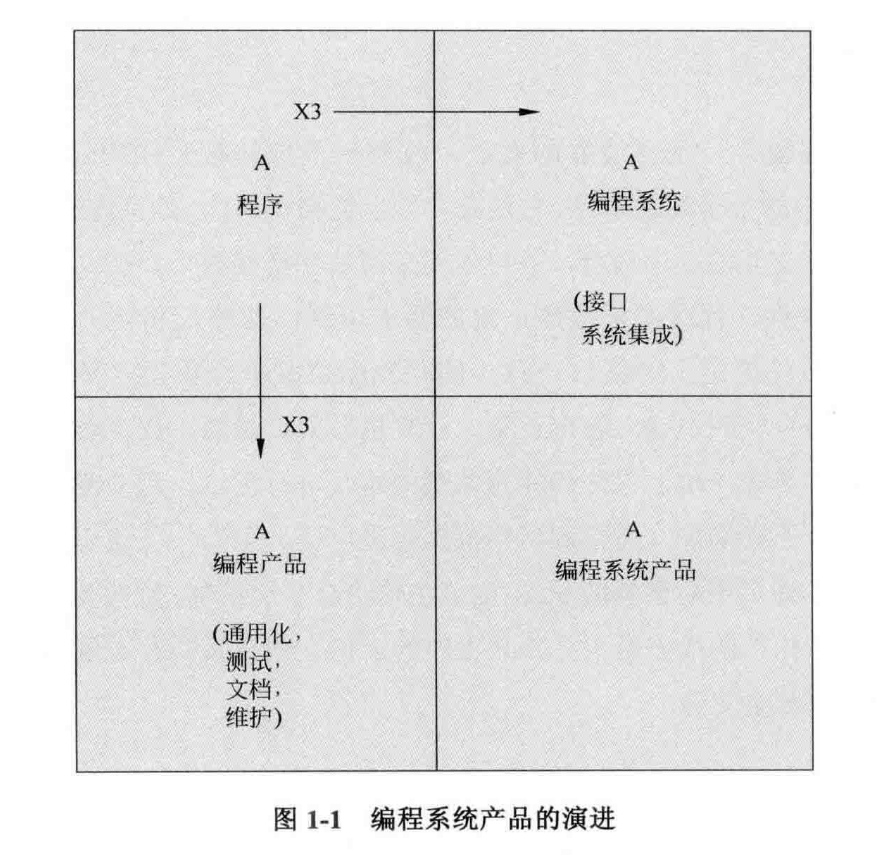 X3
A
程序
A
编程系统
(接口
系统集成)
X3
A
编程产品
(通用化,
测试,
文档,
维护)
A
编程系统产品
图 1-1 编程系统产品的演进